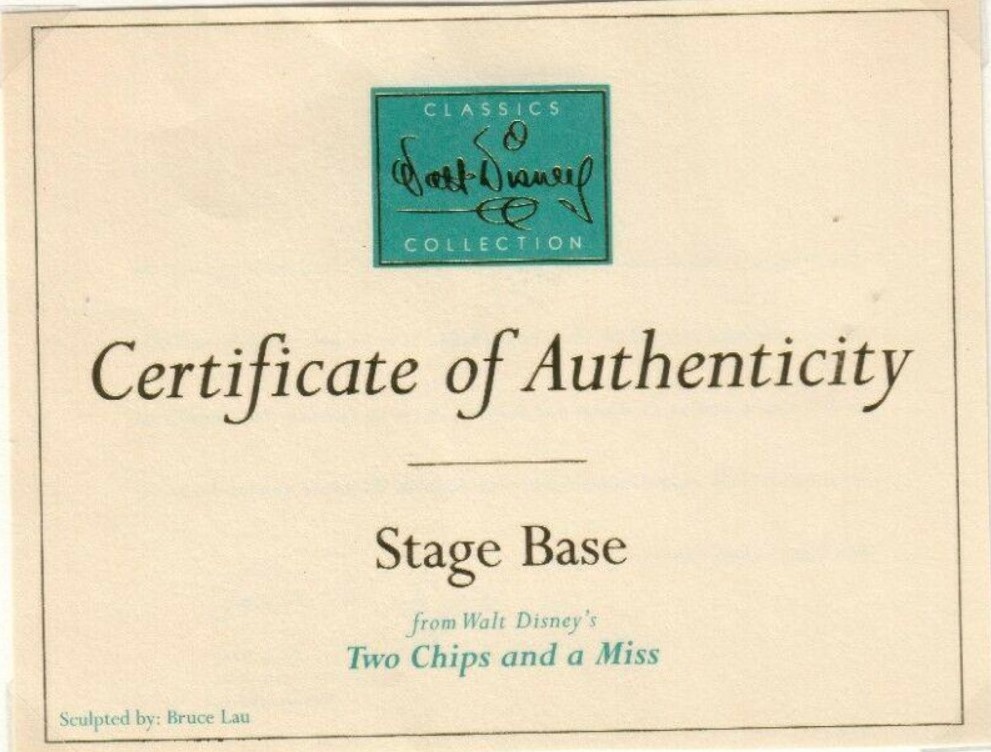 CLASSICS
Walt Disney
COLLECTION
Certificate of Authenticity
Stage Base
from Walt Disney's
Two Chips and a Miss
Sculpted by: Bruce Lau